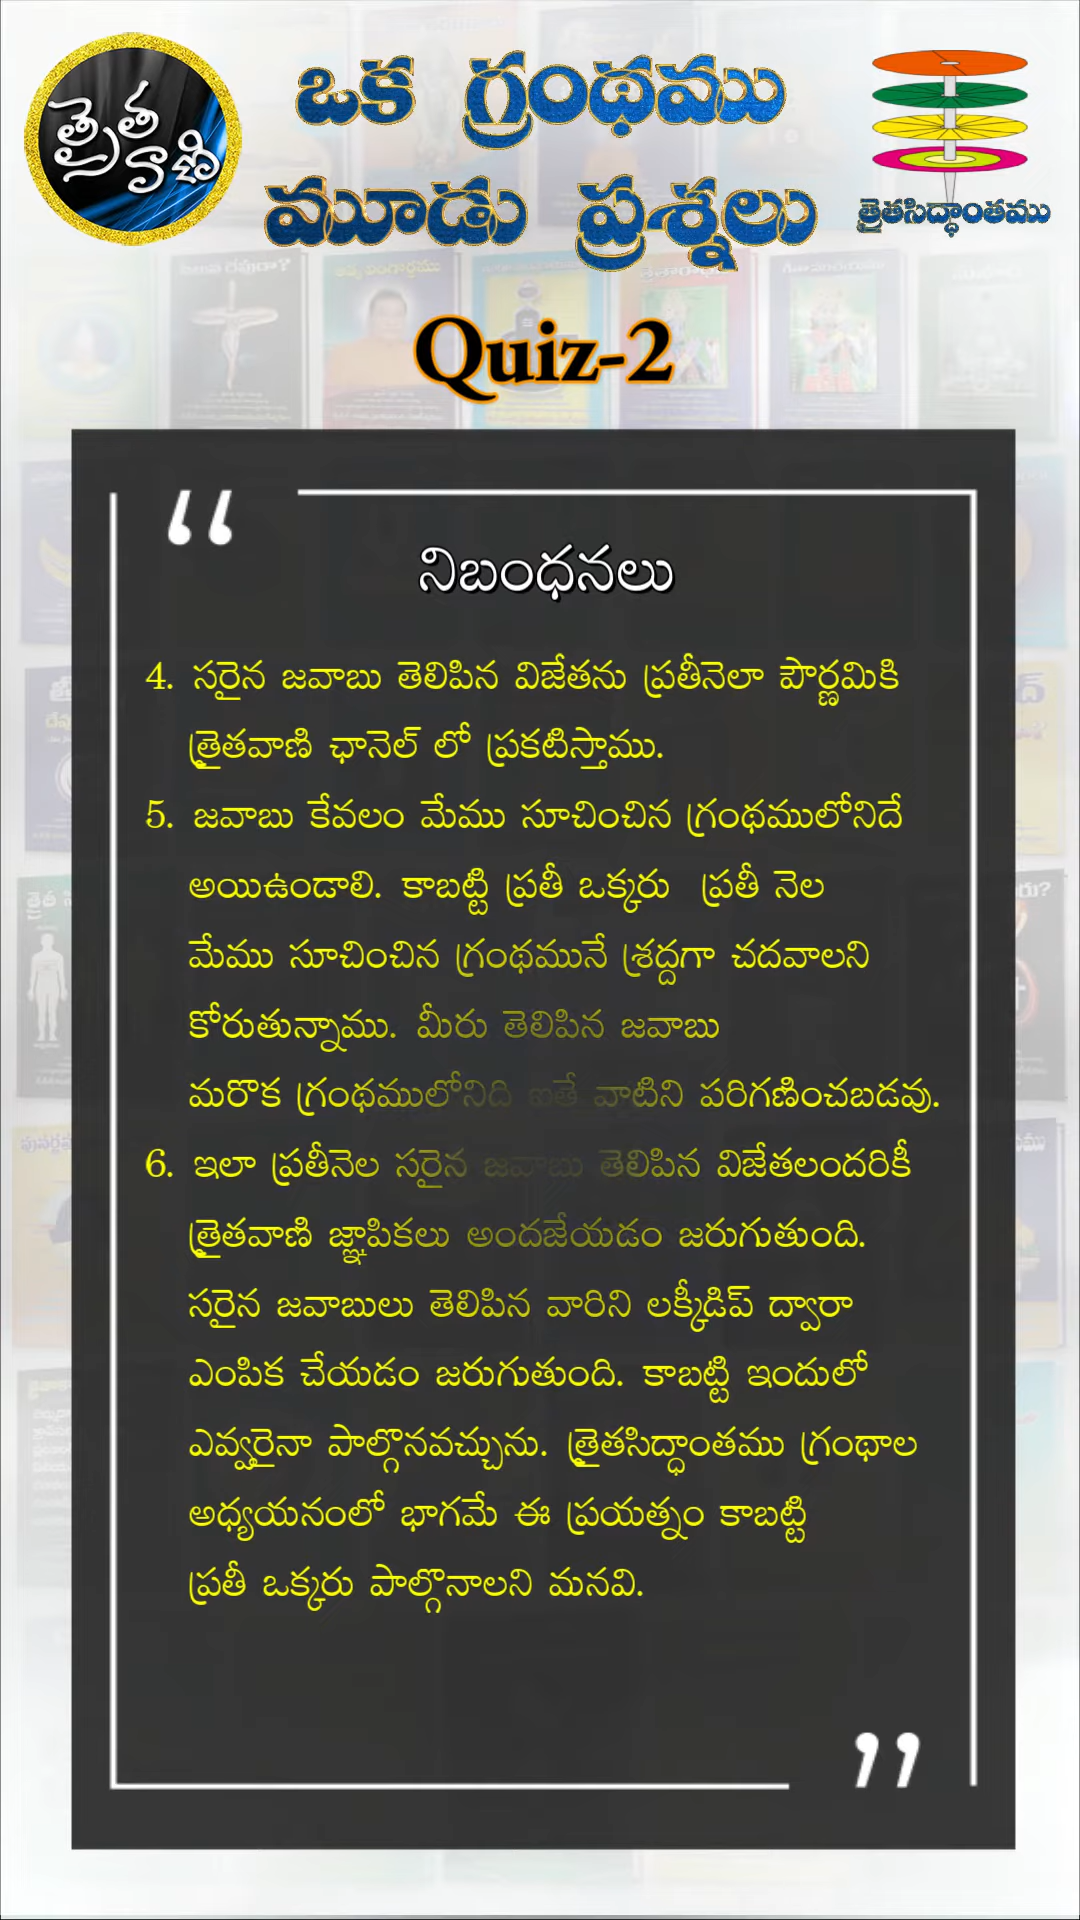 త్రైత
వాణి
ఒక గ్రంథము
మూడు ప్రశ్నలు
త్రైతసిద్ధాంతము
Quiz-2
నిబంధనలు
4. సరైన జవాబు తెలిపిన విజేతను ప్రతీనెలా పౌర్ణమికి
త్రైతవాణి ఛానెల్ లో ప్రకటిస్తాము.
5. జవాబు కేవలం మేము సూచించిన గ్రంథములోనిదే
అయిఉండాలి. కాబట్టి ప్రతీ ఒక్కరు ప్రతీ నెల
మేము సూచించిన గ్రంథమునే శ్రద్దగా చదవాలని
కోరుతున్నాము. మీరు తెలిపిన జవాబు
మరొక గ్రంథములోనిది ఐతే వాటిని పరిగణించబడవు.
6. ఇలా ప్రతీనెల సరైన జవాబు తెలిపిన విజేతలందరికీ
త్రైతవాణి జ్ఞాపికలు అందజేయడం జరుగుతుంది.
సరైన జవాబులు తెలిపిన వారిని లక్కీడిప్ ద్వారా
ఎంపిక చేయడం జరుగుతుంది. కాబట్టి ఇందులో
ఎవ్వరైనా పాల్గొనవచ్చును. త్రైతసిద్ధాంతము గ్రంథాల
అధ్యయనంలో భాగమే ఈ ప్రయత్నం కాబట్టి
ప్రతీ ఒక్కరు పాల్గొనాలని మనవి.